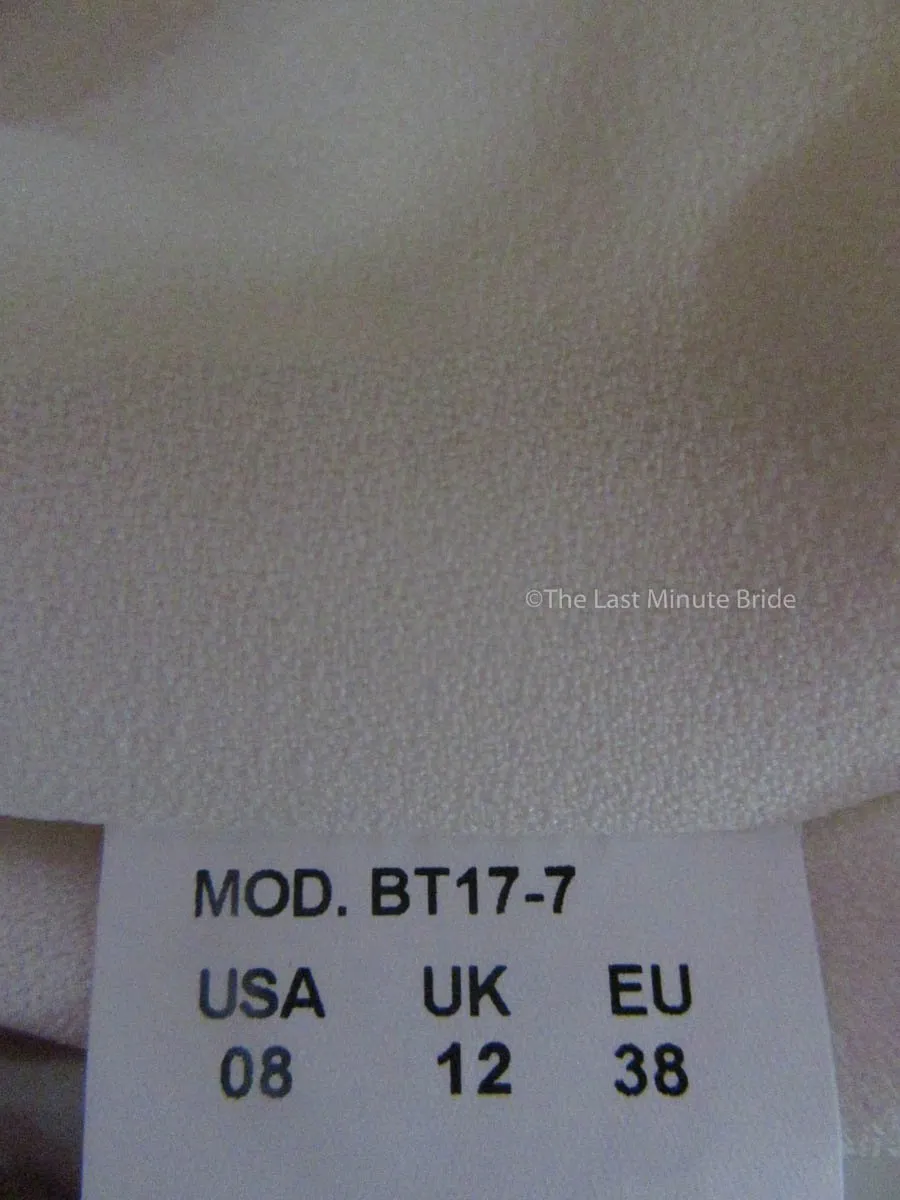 ©The Last Minute Bride
MOD. BT17-7
USA UK EU
08 12 38